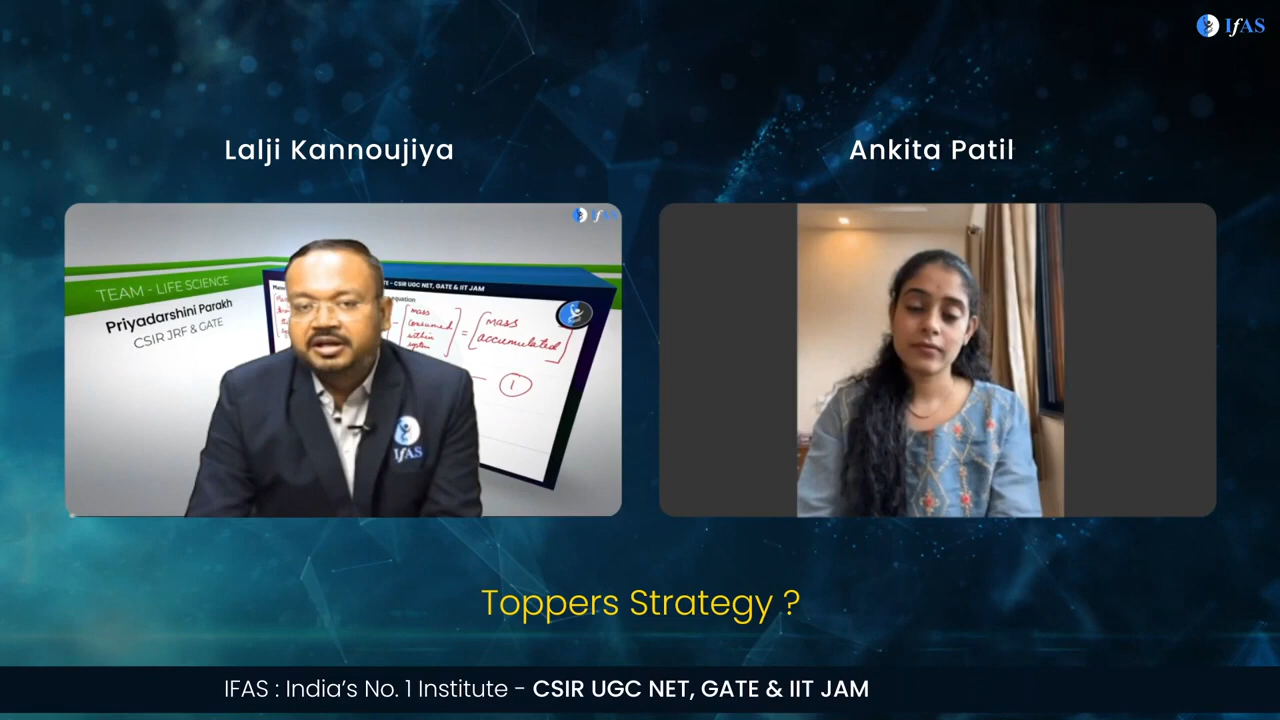 IfAS
Lalji Kannoujiya
Ankita Patil
IfAS
TEAM - LIFE SCIENCE
Priyadarshini Parakh
CSIR JRF & GATE
- CSIR UGC NET, GATE & IIT JAM
equation
mass
consumed
within
system
=
mass
accumulated
1
IfAS
Toppers Strategy ?
IFAS : India's No. 1 Institute - CSIR UGC NET, GATE & IIT JAM